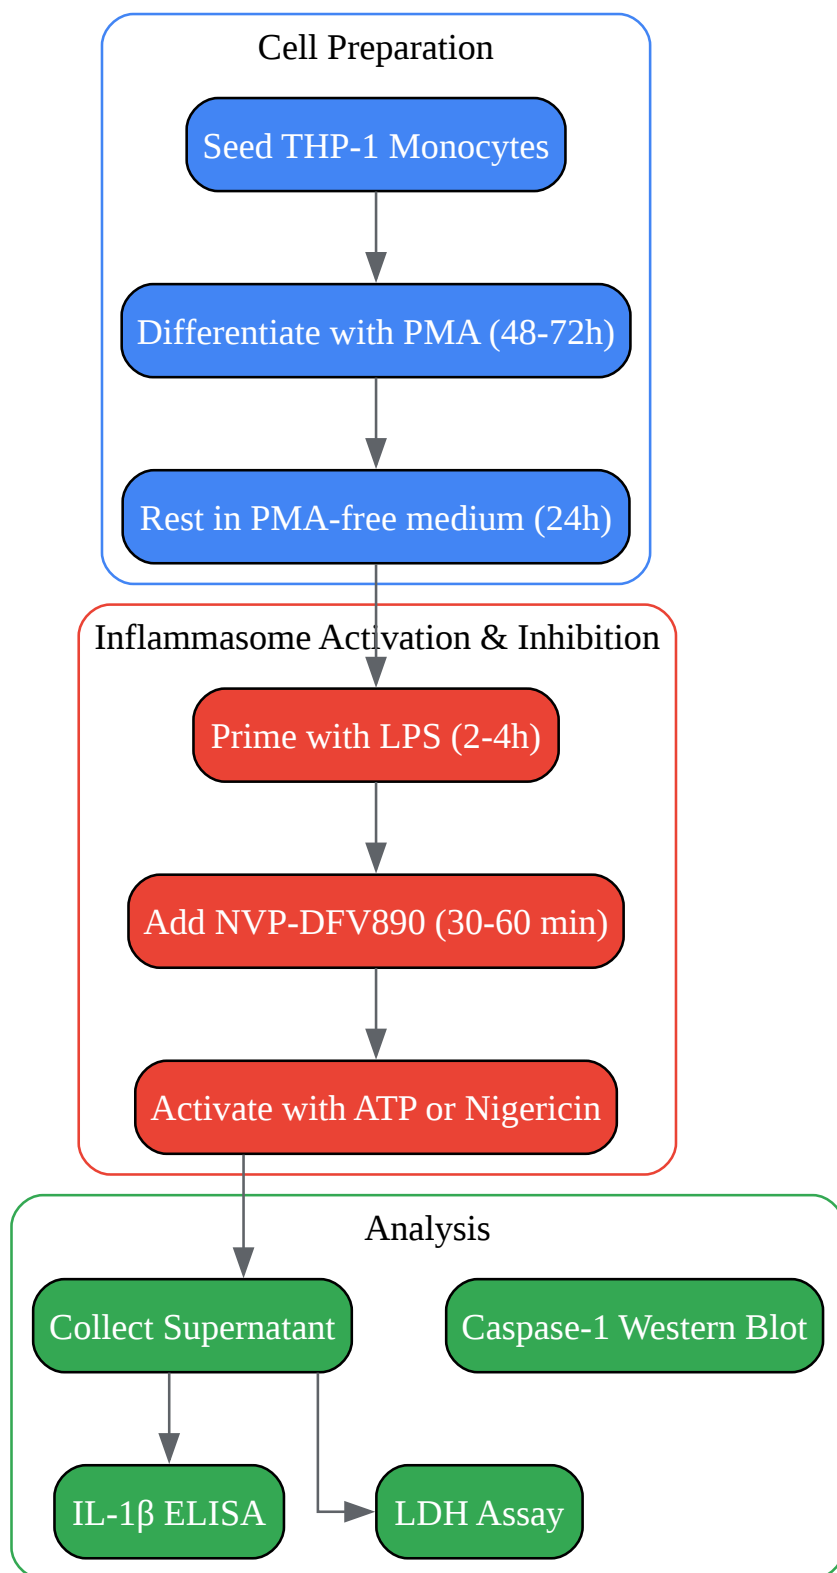 Cell Preparation
Seed THP-1 Monocytes
Differentiate with PMA (48-72h)
Rest in PMA-free medium (24h)
Inflammasome Activation & Inhibition
Prime with LPS (2-4h)
Add NVP-DFV890 (30-60 min)
Activate with ATP or Nigericin
Analysis
Collect Supernatant
Caspase-1 Western Blot
IL-1β ELISA
LDH Assay